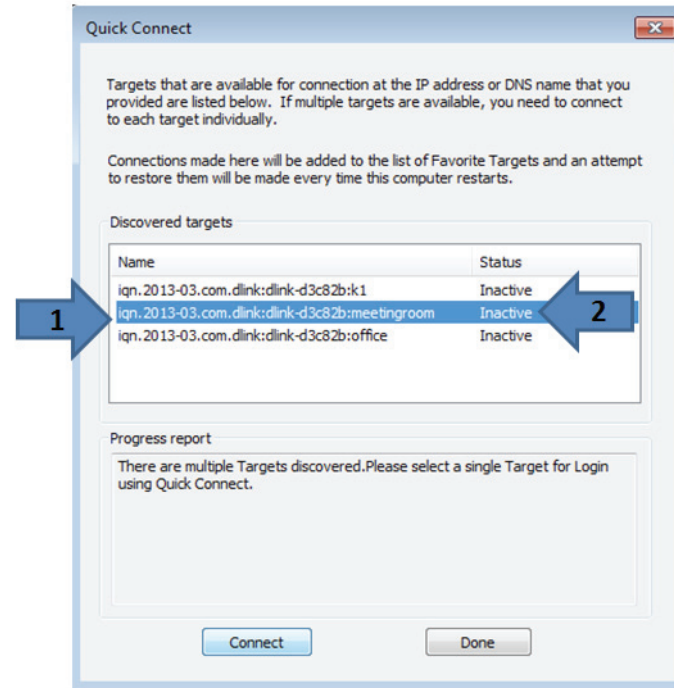 Quick Connect
Targets that are available for connection at the IP address or DNS name that you
provided are listed below. If multiple targets are available, you need to connect
to each target individually.
Connections made here will be added to the list of Favorite Targets and an attempt
to restore them will be made every time this computer restarts.
Discovered targets
Name Status
iqn.2013-03.com.dlink:dlink-d3c82b:k1 Inactive
1 iqn.2013-03.com.dlink:dlink-d3c82b:meetingroom Inactive 2
iqn.2013-03.com.dlink:dlink-d3c82b:office Inactive
Progress report
There are multiple Targets discovered.Please select a single Target for Login
using Quick Connect.
Connect Done